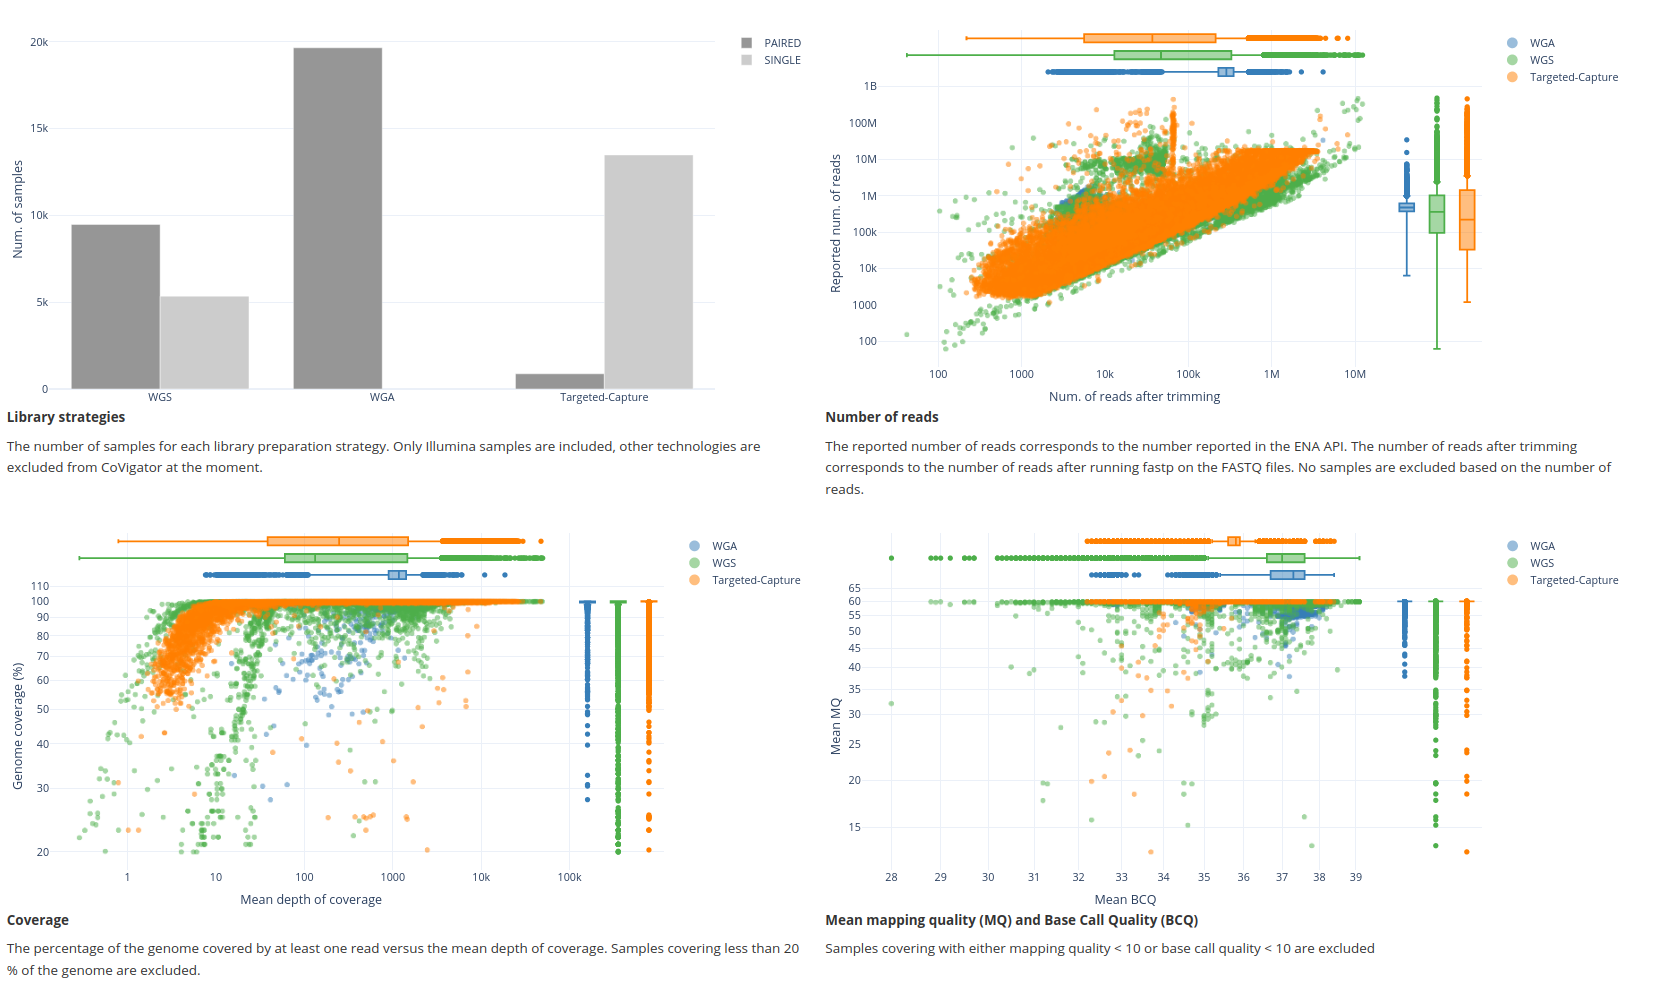 20k
15k
10k
5k
0
Num. of samples
WGS
WGA
Targeted-Capture
PAIRED
SINGLE
Library strategies
The number of samples for each library preparation strategy. Only Illumina samples are included, other technologies are
excluded from CoVigator at the moment.
1B
100M
10M
1M
100k
10k
1000
100
Reported num. of reads
100
1000
10k
100k
1M
10M
Num. of reads after trimming
WGA
WGS
Targeted-Capture
Number of reads
The reported number of reads corresponds to the number reported in the ENA API. The number of reads after trimming
corresponds to the number of reads after running fastp on the FASTQ files. No samples are excluded based on the number of
reads.
110
100
90
80
70
60
50
40
30
20
Genome coverage (%)
1
10
100
1000
10k
100k
Mean depth of coverage
WGA
WGS
Targeted-Capture
Coverage
The percentage of the genome covered by at least one read versus the mean depth of coverage. Samples covering less than 20
% of the genome are excluded.
65
60
55
50
45
40
35
30
25
20
15
Mean MQ
28
29
30
31
32
33
34
35
36
37
38
39
Mean BCQ
WGA
WGS
Targeted-Capture
Mean mapping quality (MQ) and Base Call Quality (BCQ)
Samples covering with either mapping quality < 10 or base call quality < 10 are excluded